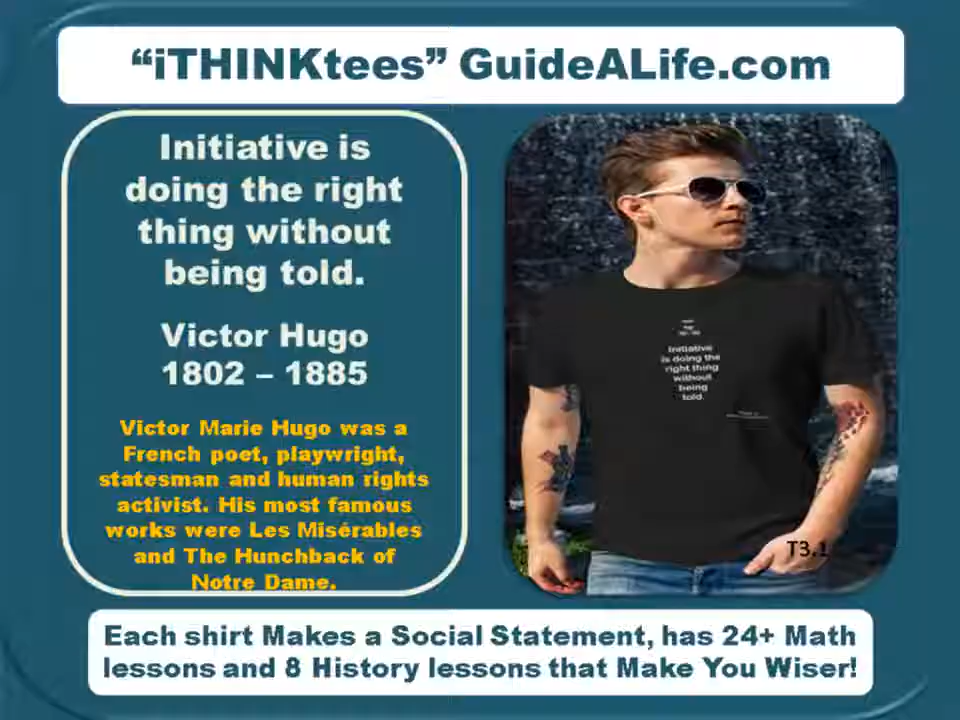 “iTHINKtees” GuideALife.com
Initiative is
doing the right
thing without
being told.
Victor Hugo
1802 – 1885
Victor Marie Hugo was a
French poet, playwright,
statesman and human rights
activist. His most famous
works were Les Misérables
and The Hunchback of
Notre Dame.
Initiative
is doing the
right thing
without
being
told.
T3.1
Each shirt Makes a Social Statement, has 24+ Math
lessons and 8 History lessons that Make You Wiser!